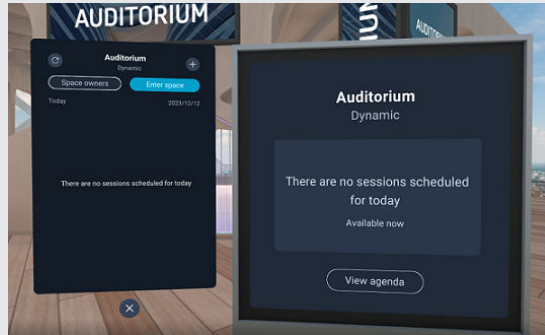 AUDITORIUM
Auditorium
Dynamic
Space owners
Enter space
Today
2023/12/12
There are no sessions scheduled for today
Auditorium
Dynamic
There are no sessions scheduled
for today
Available now
View agenda